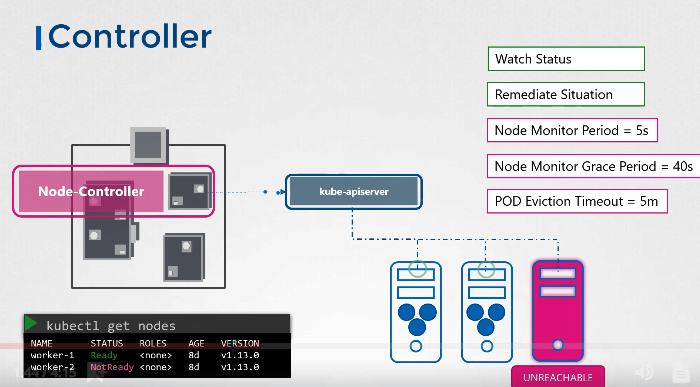 Controller
Watch Status
Remediate Situation
Node Monitor Period = 5s
Node Monitor Grace Period = 40s
POD Eviction Timeout = 5m
Node-Controller
kube-apiserver
kubectl get nodes
NAME STATUS ROLES AGE VERSION
worker-1 Ready <none> 8d v1.13.0
worker-2 NotReady <none> 8d v1.13.0
UNREACHABLE